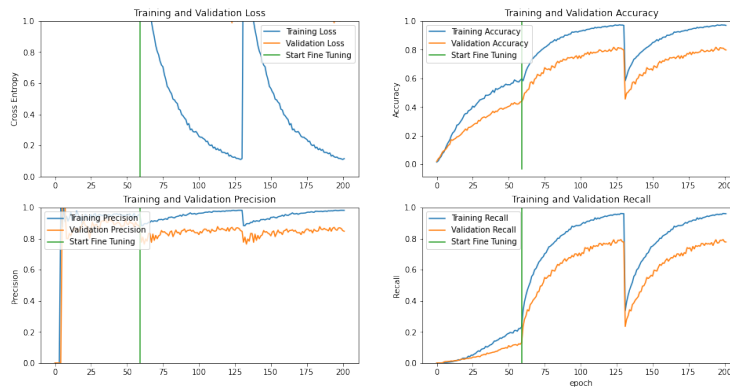 Training and Validation Loss
Cross Entropy
1.0
0.8
0.6
0.4
0.2
0.0
Training Loss
Validation Loss
Start Fine Tuning
0 25 50 75 100 125 150 175 200
Training and Validation Accuracy
Accuracy
1.0
0.8
0.6
0.4
0.2
0.0
Training Accuracy
Validation Accuracy
Start Fine Tuning
0 25 50 75 100 125 150 175 200
Training and Validation Precision
Precision
1.0
0.8
0.6
0.4
0.2
0.0
Training Precision
Validation Precision
Start Fine Tuning
0 25 50 75 100 125 150 175 200
Training and Validation Recall
Recall
1.0
0.8
0.6
0.4
0.2
0.0
Training Recall
Validation Recall
Start Fine Tuning
0 25 50 75 100 125 150 175 200
epoch